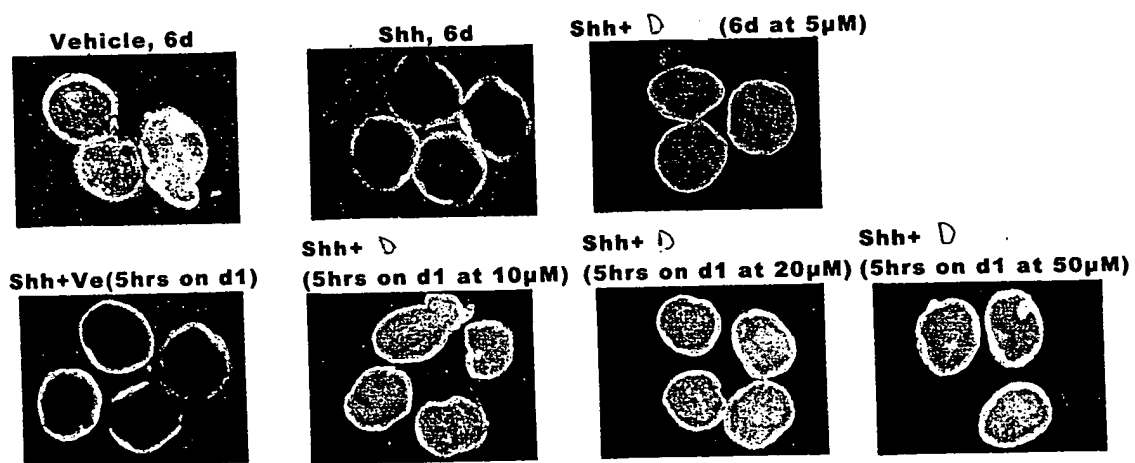 Vehicle, 6d
Shh, 6d
Shh+ D (6d at 5µM)
Shh+Ve(5hrs on d1)
Shh+ D
(5hrs on d1 at 10µM)
Shh+ D
(5hrs on d1 at 20µM)
Shh+ D
(5hrs on d1 at 50µM)